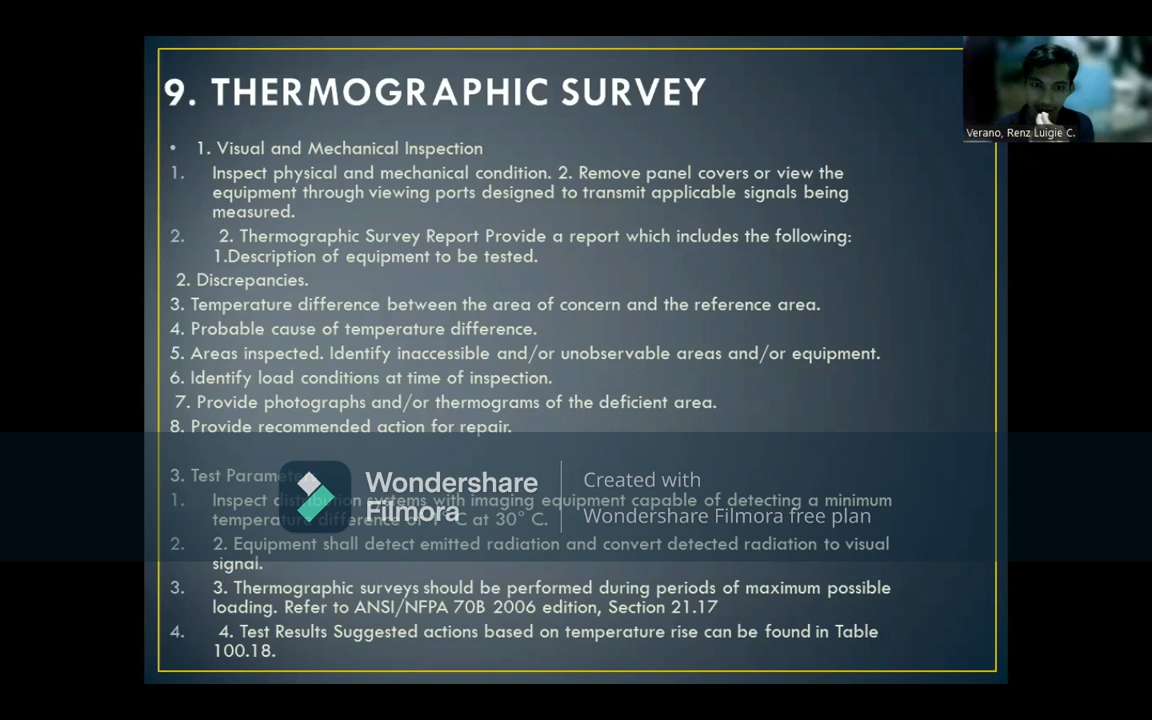 9. THERMOGRAPHIC SURVEY
Verano, Renz Luigie C.
• 1. Visual and Mechanical Inspection
1. Inspect physical and mechanical condition. 2. Remove panel covers or view the
equipment through viewing ports designed to transmit applicable signals being
measured.
2. 2. Thermographic Survey Report Provide a report which includes the following:
1.Description of equipment to be tested.
2. Discrepancies.
3. Temperature difference between the area of concern and the reference area.
4. Probable cause of temperature difference.
5. Areas inspected. Identify inaccessible and/or unobservable areas and/or equipment.
6. Identify load conditions at time of inspection.
7. Provide photographs and/or thermograms of the deficient area.
8. Provide recommended action for repair.
3. Test Parameters
1. Inspect distribution systems with imaging equipment capable of detecting a minimum
temperature difference of 1° C at 30° C.
2. 2. Equipment shall detect emitted radiation and convert detected radiation to visual
signal.
3. 3. Thermographic surveys should be performed during periods of maximum possible
loading. Refer to ANSI/NFPA 70B 2006 edition, Section 21.17
4. 4. Test Results Suggested actions based on temperature rise can be found in Table
100.18.
Wondershare
Filmora
Created with
Wondershare Filmora free plan